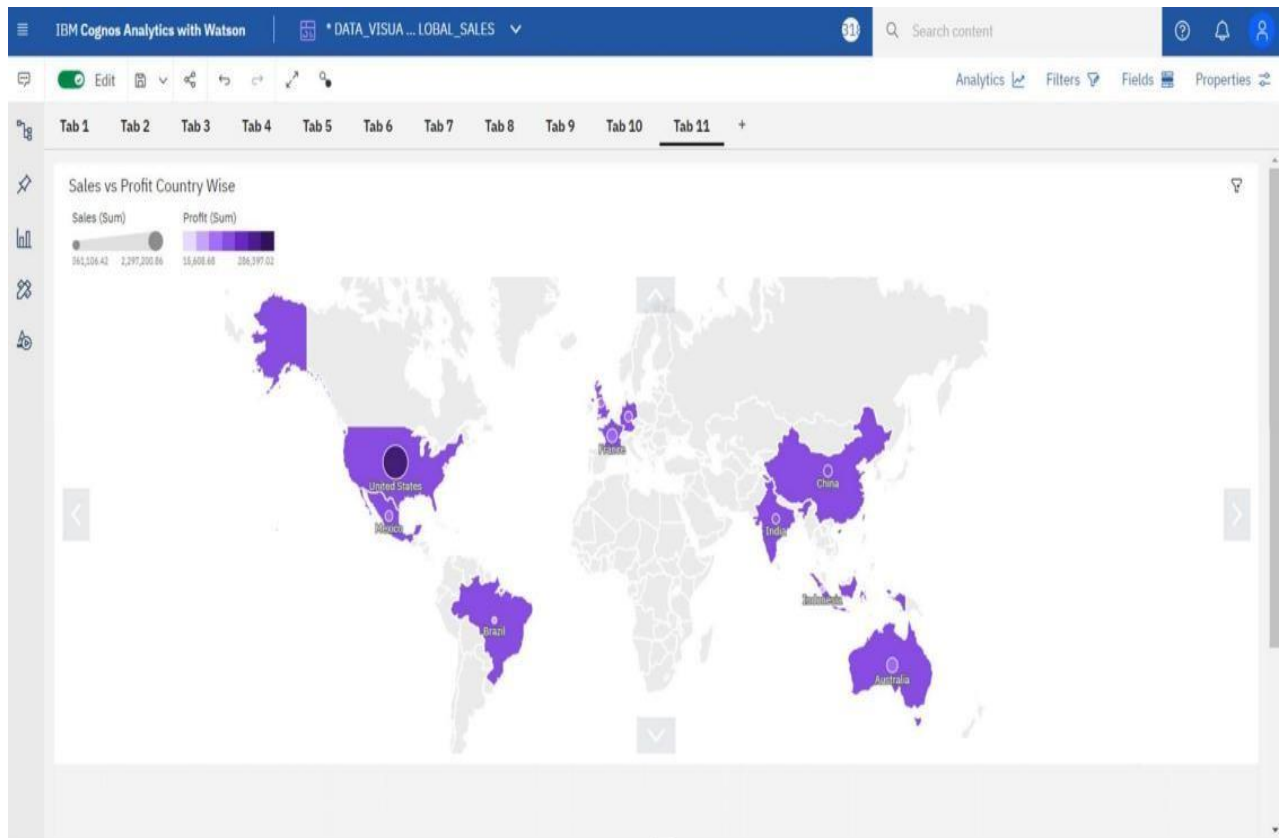 IBM Cognos Analytics with Watson
* DATA_VISUA ... LOBAL_SALES
Search content
Edit
Analytics
Filters
Fields
Properties
Tab 1 Tab 2 Tab 3 Tab 4 Tab 5 Tab 6 Tab 7 Tab 8 Tab 9 Tab 10 Tab 11 +
Sales vs Profit Country Wise
Sales (Sum) Profit (Sum)
2,297,200.86 15,608.68
France
United States
China
Mexico
India
Indonesia
Brazil
Australia